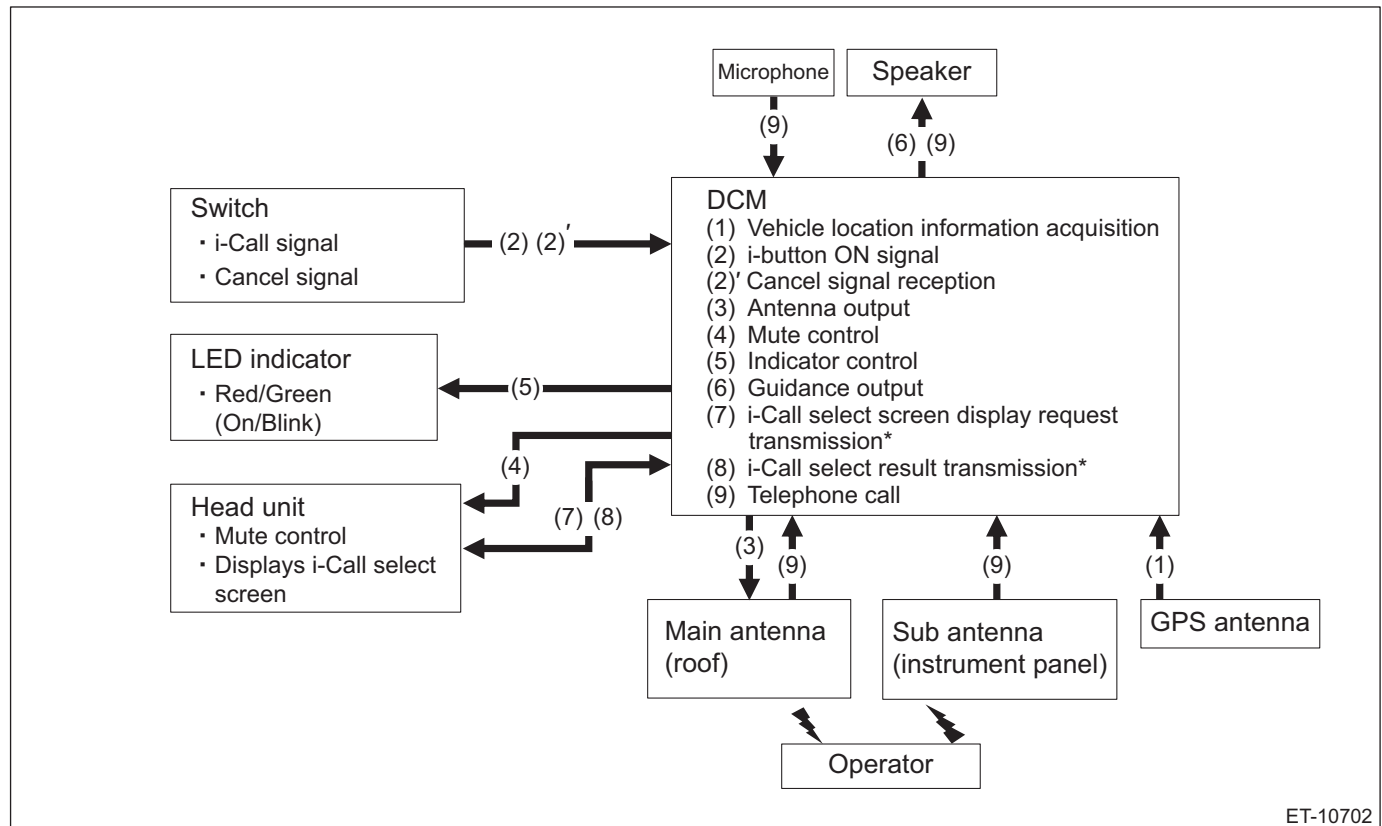 Microphone
Speaker
(9)
(6) (9)
Switch
・i-Call signal
・Cancel signal
(2) (2)′
DCM
(1) Vehicle location information acquisition
(2) i-button ON signal
(2)′ Cancel signal reception
(3) Antenna output
(4) Mute control
(5) Indicator control
(6) Guidance output
(7) i-Call select screen display request
transmission*
(8) i-Call select result transmission*
(9) Telephone call
LED indicator
・Red/Green
(On/Blink)
(5)
(4)
Head unit
・Mute control
・Displays i-Call select
screen
(7) (8)
(3)
(9)
(9)
(1)
Main antenna
(roof)
Sub antenna
(instrument panel)
GPS antenna
Operator
ET-10702